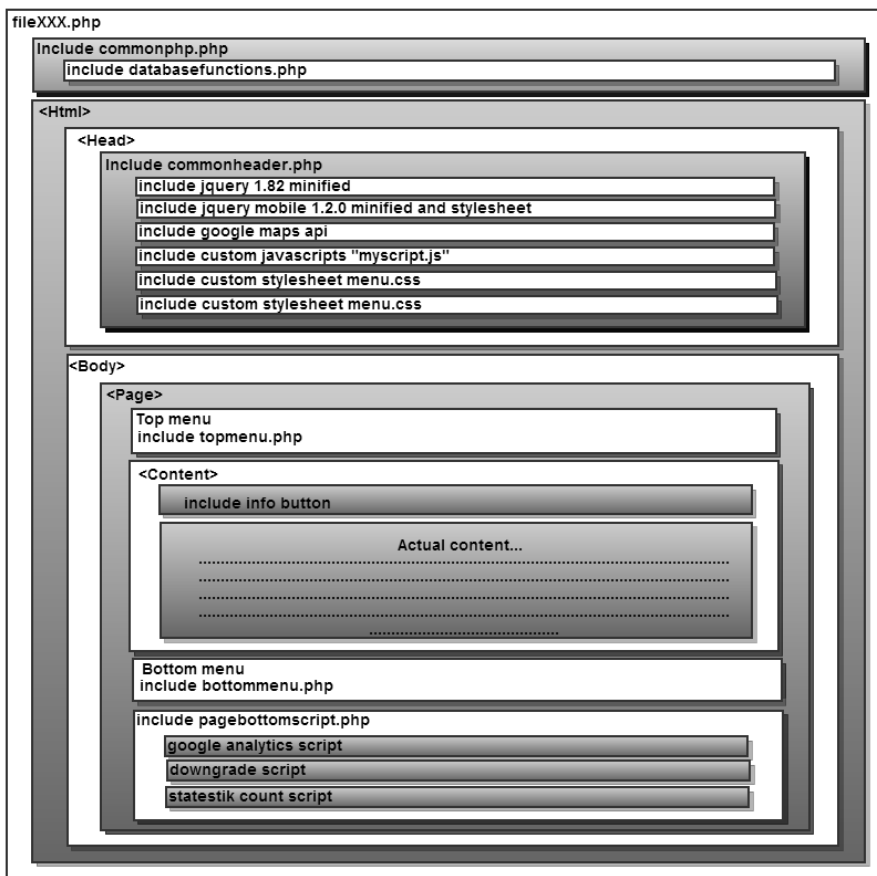 fileXXX.php
Include commonphp.php
include databasefunctions.php
<Html>
<Head>
Include commonheader.php
include jquery 1.82 minified
include jquery mobile 1.2.0 minified and stylesheet
include google maps api
include custom javascripts "myscript.js"
include custom stylesheet menu.css
include custom stylesheet menu.css
<Body>
<Page>
Top menu
include topmenu.php
<Content>
include info button
Actual content...
Bottom menu
include bottommenu.php
include pagebottomscript.php
google analytics script
downgrade script
statestik count script